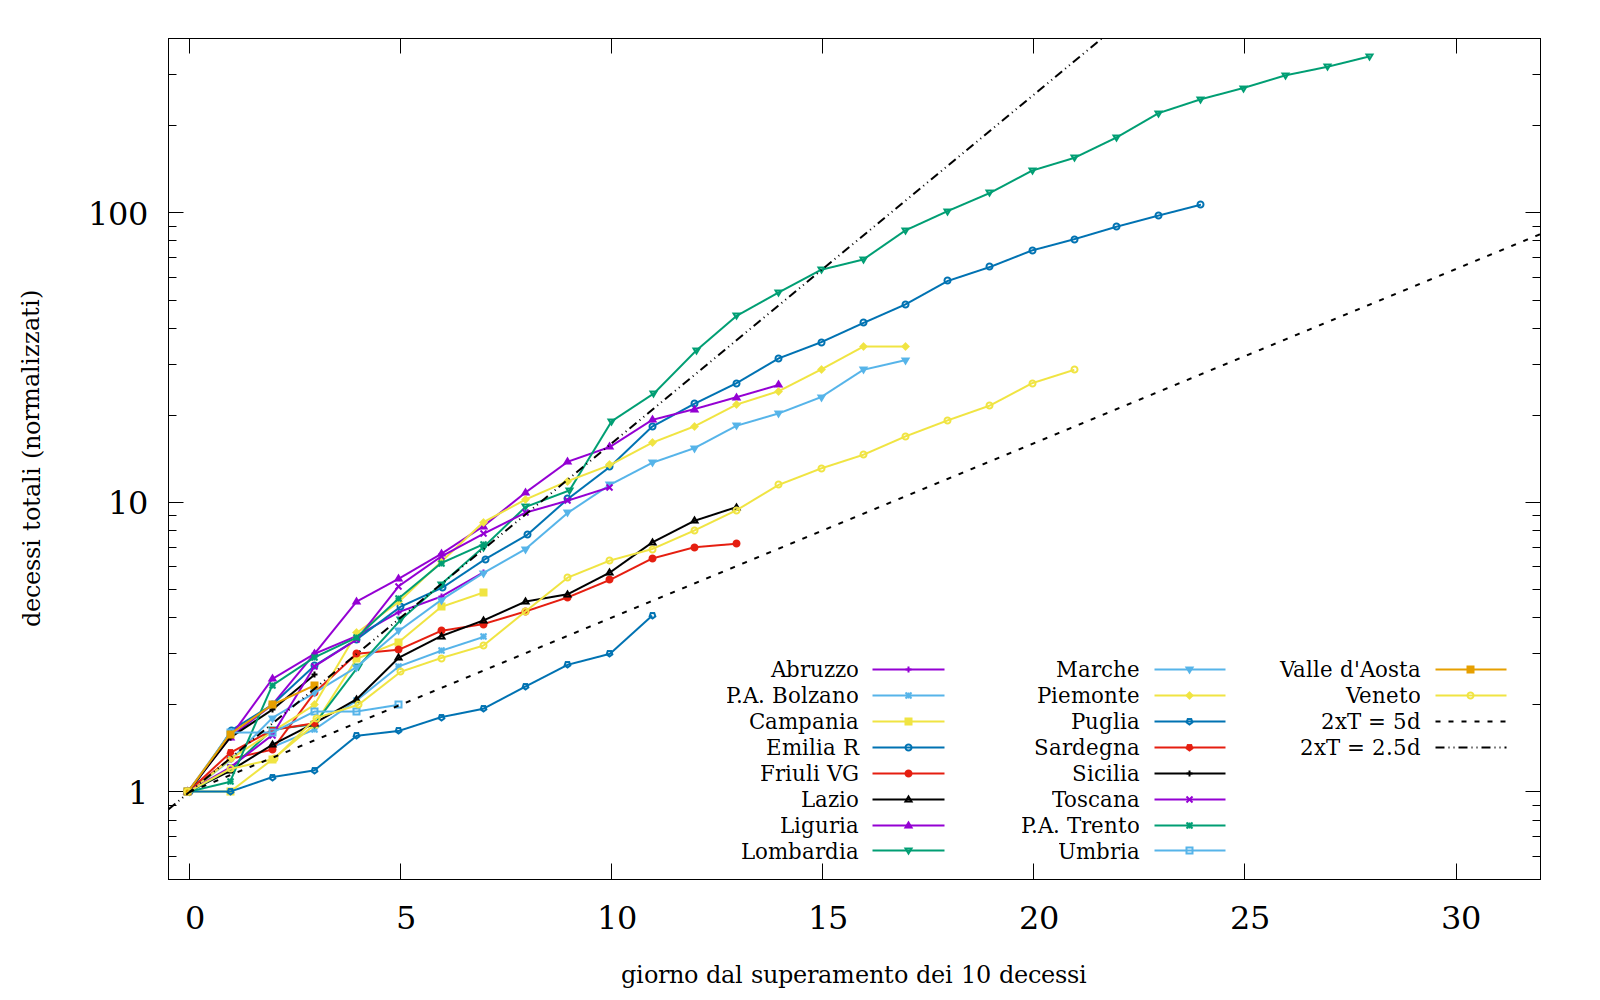 100
10
1
decessi totali (normalizzati)
0 5 10 15 20 25 30
giorno dal superamento dei 10 decessi
Abruzzo
P.A. Bolzano
Campania
Emilia R
Friuli VG
Lazio
Liguria
Lombardia
Marche
Piemonte
Puglia
Sardegna
Sicilia
Toscana
P.A. Trento
Umbria
Valle d'Aosta
Veneto
2xT = 5d
2xT = 2.5d